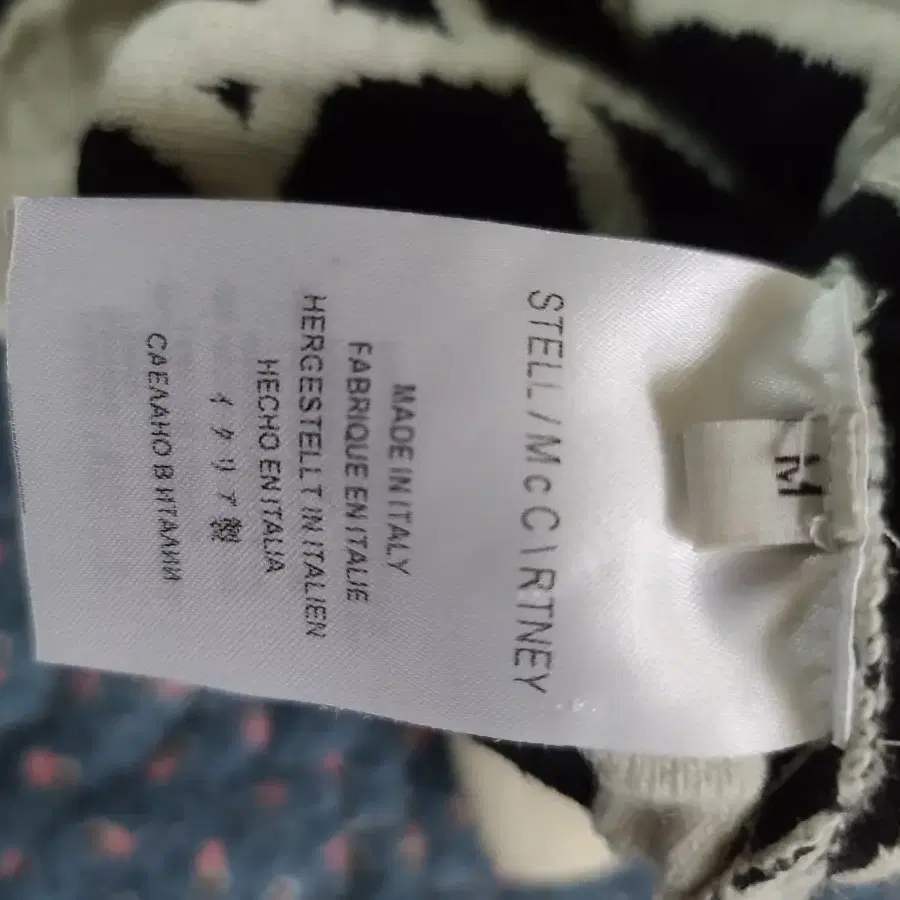 M
STELL/McC\RTNEY
MADE IN ITALY
FABRIQUE EN ITALIE
HERGESTELLT IN ITALIEN
HECHO EN ITALIA
イタリア製
СДЕЛАНО В ИТАЛИИ